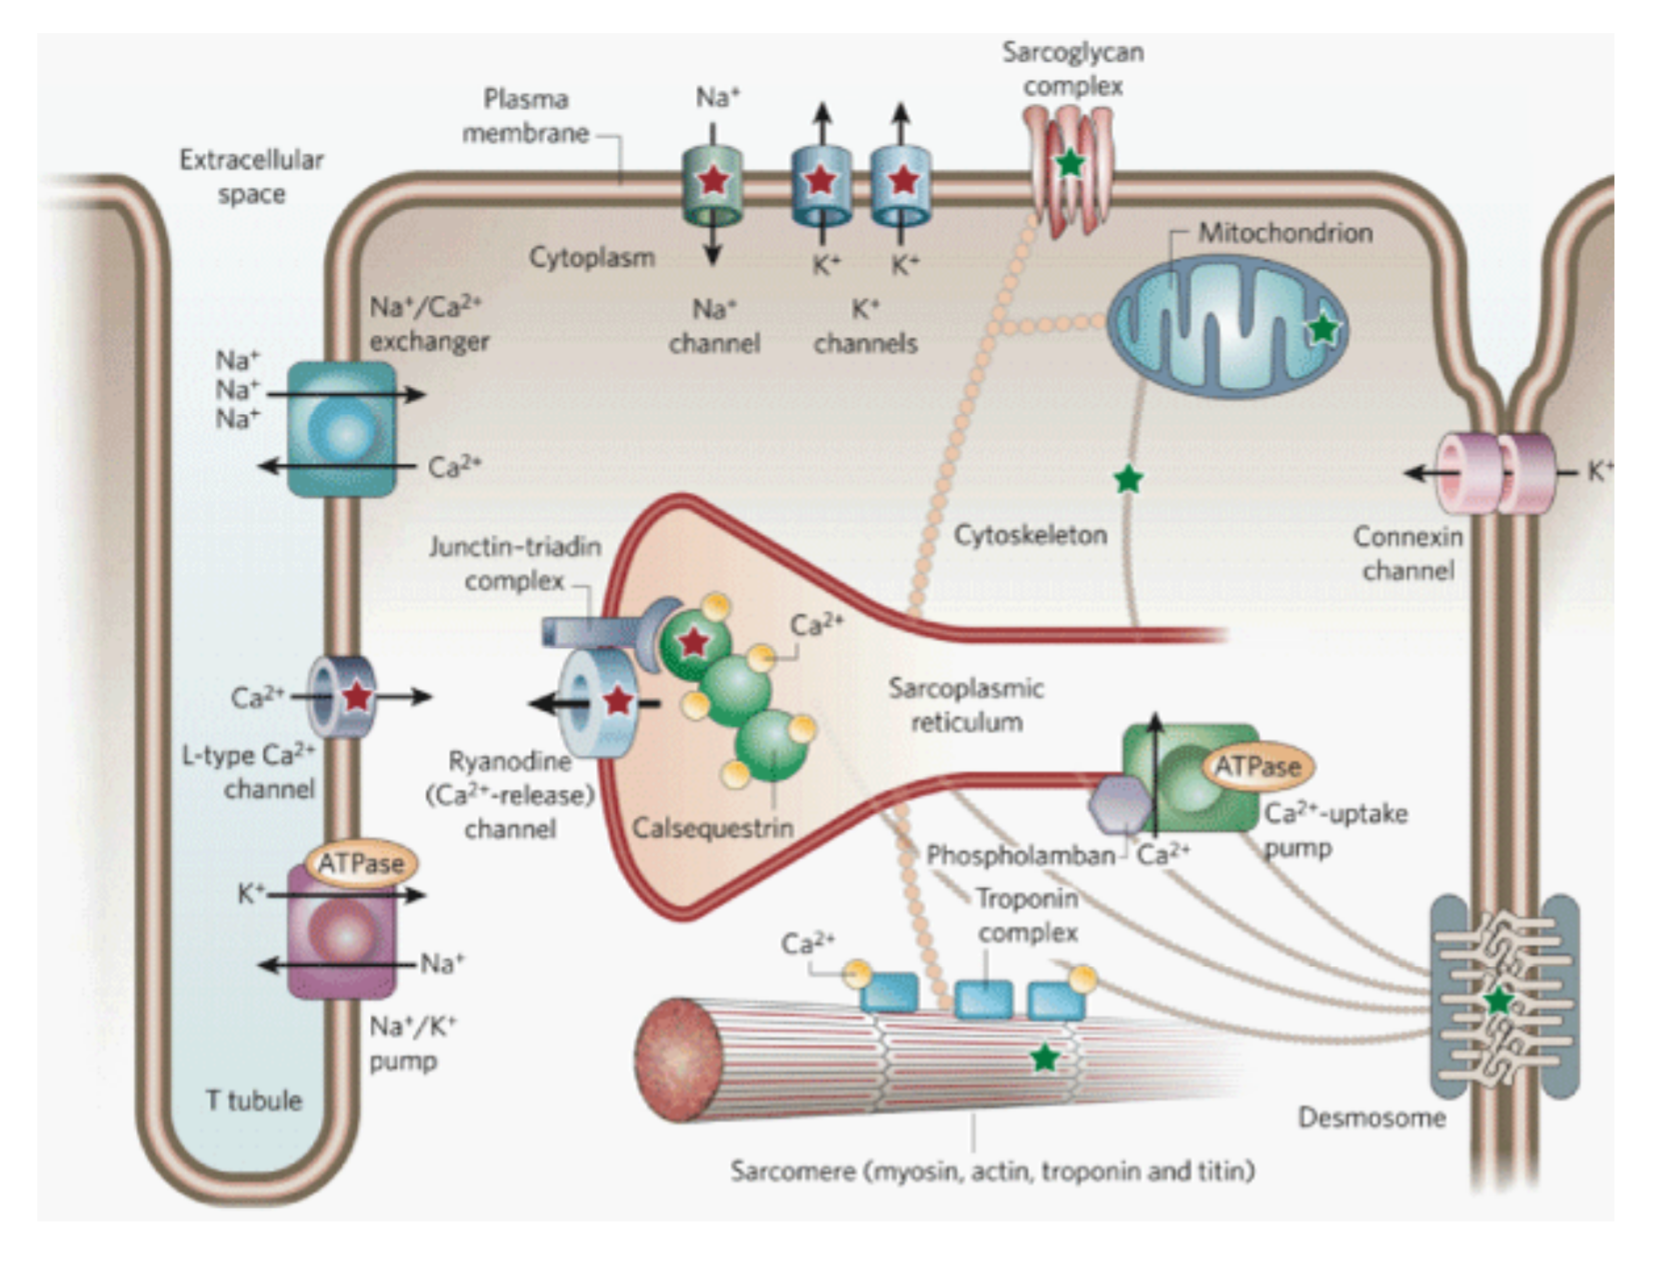 Sarcoglycan
complex
Plasma
membrane
Na⁺
Extracellular
space
Cytoplasm
K⁺
K⁺
Mitochondrion
Na⁺
channel
K⁺
channels
Na⁺/Ca²⁺
exchanger
Na⁺
Na⁺
Na⁺
Ca²⁺
K⁺
Connexin
channel
Cytoskeleton
Junctin–triadin
complex
Ca²⁺
Ca²⁺
L-type Ca²⁺
channel
Ryanodine
(Ca²⁺-release)
channel
Calsequestrin
Sarcoplasmic
reticulum
ATPase
Ca²⁺-uptake
pump
Phospholamban
Ca²⁺
Troponin
complex
Ca²⁺
ATPase
K⁺
Na⁺
Na⁺/K⁺
pump
T tubule
Desmosome
Sarcomere (myosin, actin, troponin and titin)